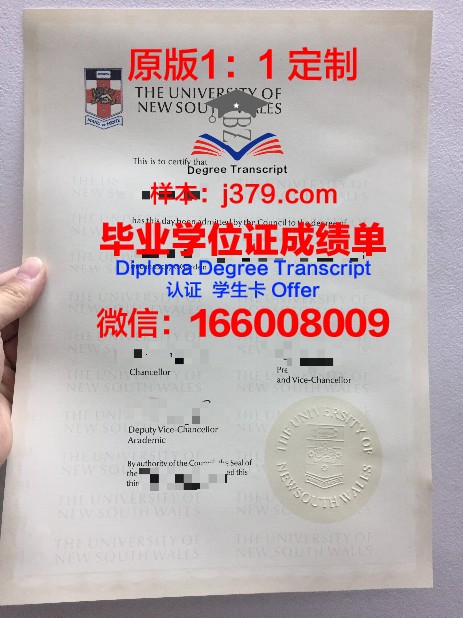 原版1：1 定制
THE UNIVERSITY OF
NEW SOUTH WALES
This is to certify that
Degree Transcript
样本：j379.com
has this day been admitted by the Council to the degree of
毕业学位证成绩单
Diploma Degree Transcript
认证 学生卡 Offer
微信：166008009
Chancellor
Pre
and Vice-Chancellor
Deputy Vice-Chancellor
Academic
By authority of the Council, the Seal of
the
ed this
THE UNIVERSITY OF
NEW SOUTH WALES